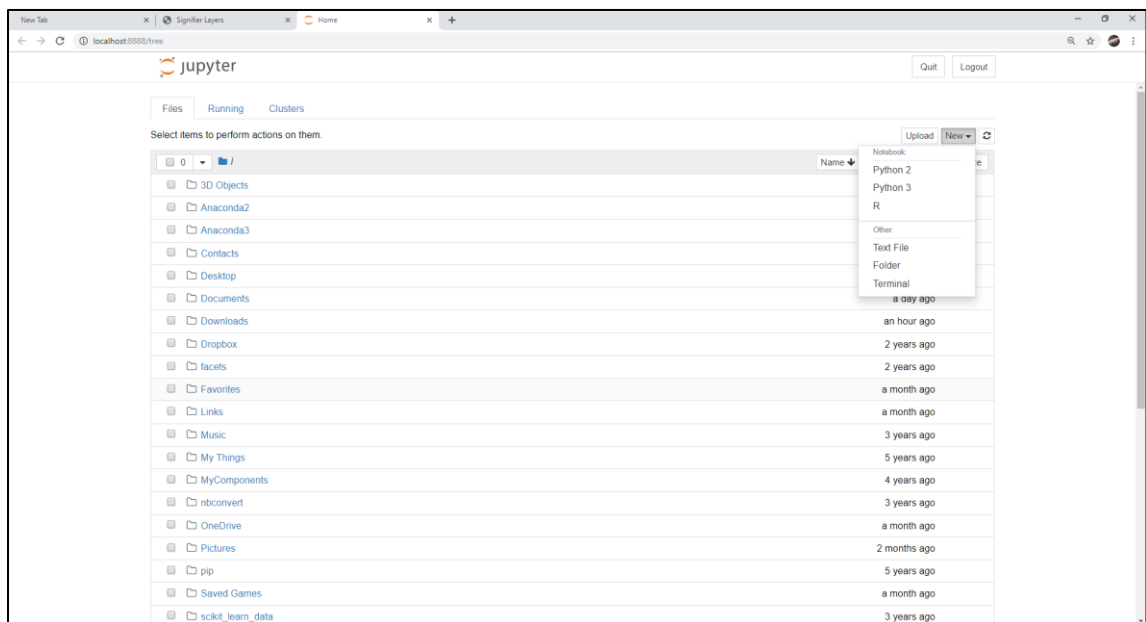 New Tab Signifier Layers Home
localhost:8888/tree
jupyter Quit Logout
Files Running Clusters
Select items to perform actions on them. Upload New
0 / Name
Notebook:
Python 2
Python 3
R
Other:
Text File
Folder
Terminal
3D Objects
Anaconda2
Anaconda3
Contacts
Desktop
Documents a day ago
Downloads an hour ago
Dropbox 2 years ago
facets 2 years ago
Favorites a month ago
Links a month ago
Music 3 years ago
My Things 5 years ago
MyComponents 4 years ago
nbconvert 3 years ago
OneDrive a month ago
Pictures 2 months ago
pip 5 years ago
Saved Games a month ago
scikit_learn_data 3 years ago